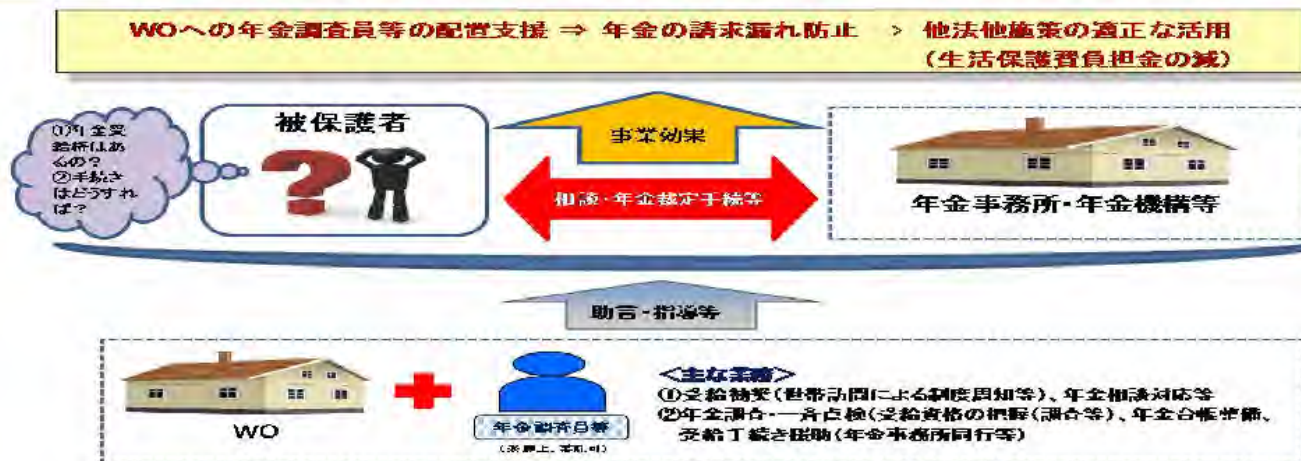 WOへの年金調査員等の配置支援 ⇒ 年金の請求漏れ防止 > 他法他施策の適正な活用
(生活保護費負担金の減)
①年金受
給権はあ
るの?
②手続き
はどうすれ
ば?
被保護者
事業効果
相談・年金裁定手続等
年金事務所・年金機構等
助言・指導等
WO
年金調査員等
<主な業務>
①受給勧奨(世帯訪問による制度周知等)、年金相談対応等
②年金調査・一斉点検(受給資格の把握(調査等)、年金台帳整備、
受給手続き援助(年金事務所同行等)